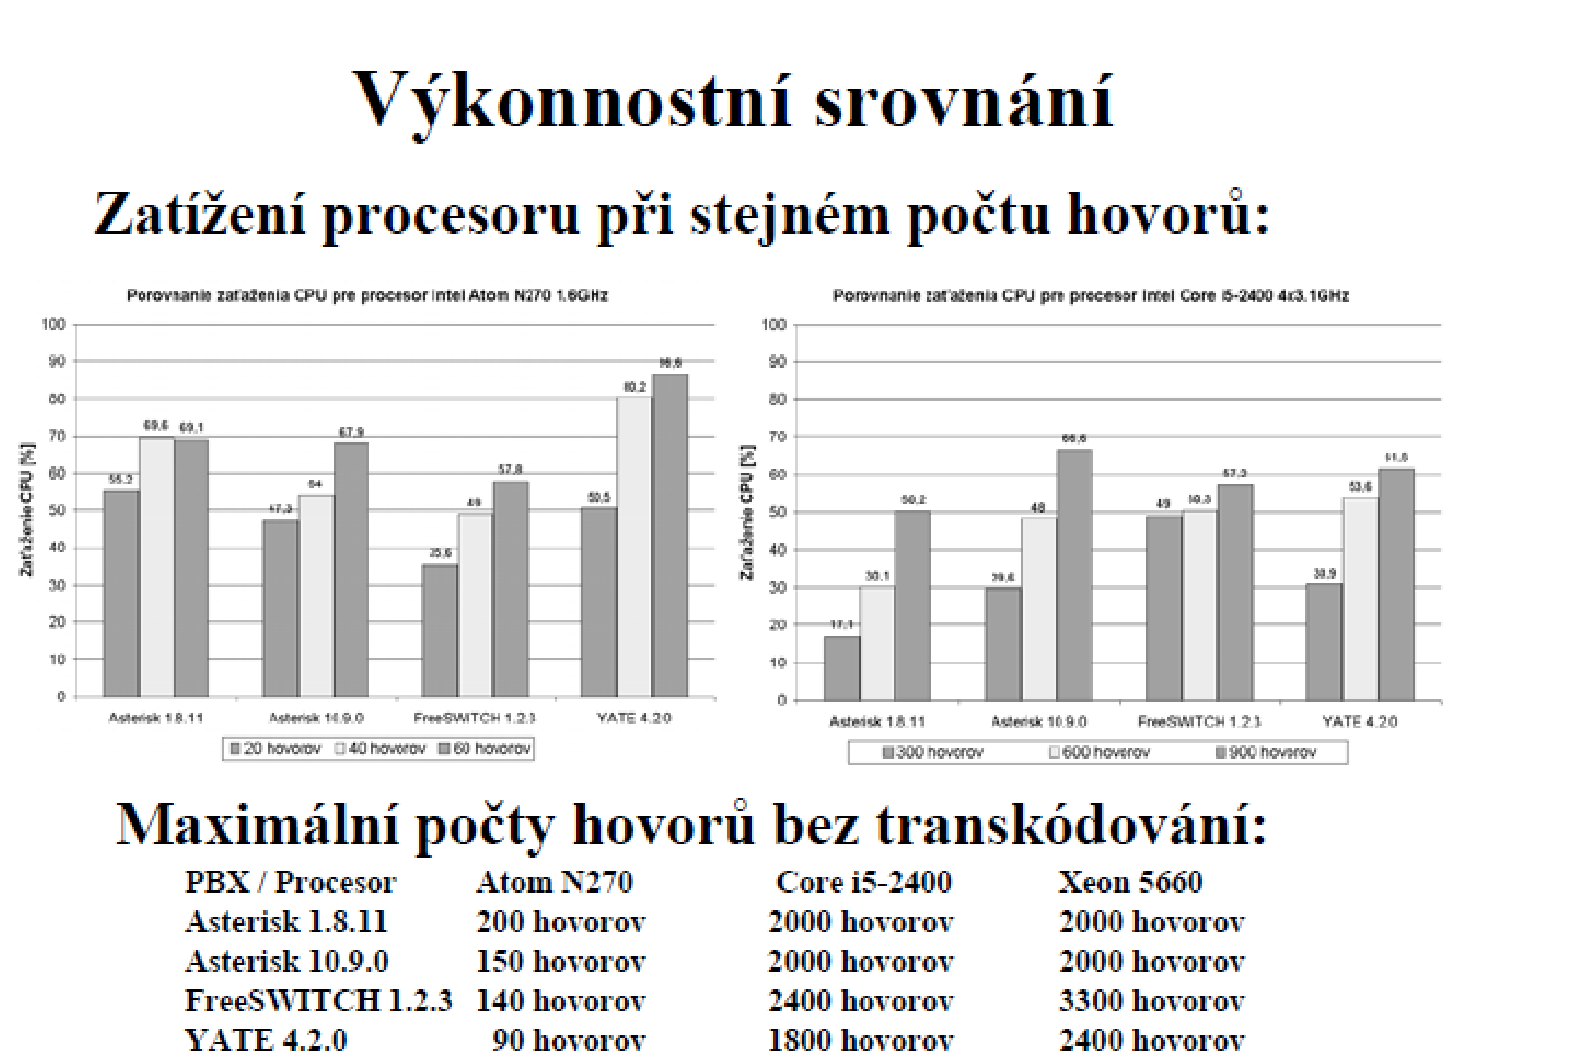 Výkonnostní srovnání
Zatížení procesoru při stejném počtu hovorů:
Porovnanie zaťaženia CPU pre procesor Intel Atom N270 1.6GHz
Zaťaženie CPU [%]
100
90
80
70
60
50
40
30
20
10
0
55.2 69.6 69.1
47.3 54 67.9
35.6 49 57.8
50.5 80.2
Asterisk 1.8.11 Asterisk 10.9.0 FreeSWITCH 1.2.3 YATE 4.2.0
20 hovorov 40 hovorov 60 hovorov
Porovnanie zaťaženia CPU pre procesor Intel Core i5-2400 4x3.1GHz
Zaťaženie CPU [%]
100
90
80
70
60
50
40
30
20
10
0
17.1 30.1 50.2
29.6 48 66.6
49 50.3 57.3
30.9 53.6
Asterisk 1.8.11 Asterisk 10.9.0 FreeSWITCH 1.2.3 YATE 4.2.0
300 hovorov 600 hovorov 900 hovorov
Maximální počty hovorů bez transkódování:
PBX / Procesor Atom N270 Core i5-2400 Xeon 5660
Asterisk 1.8.11 200 hovorov 2000 hovorov 2000 hovorov
Asterisk 10.9.0 150 hovorov 2000 hovorov 2000 hovorov
FreeSWITCH 1.2.3 140 hovorov 2400 hovorov 3300 hovorov
YATE 4.2.0 90 hovorov 1800 hovorov 2400 hovorov